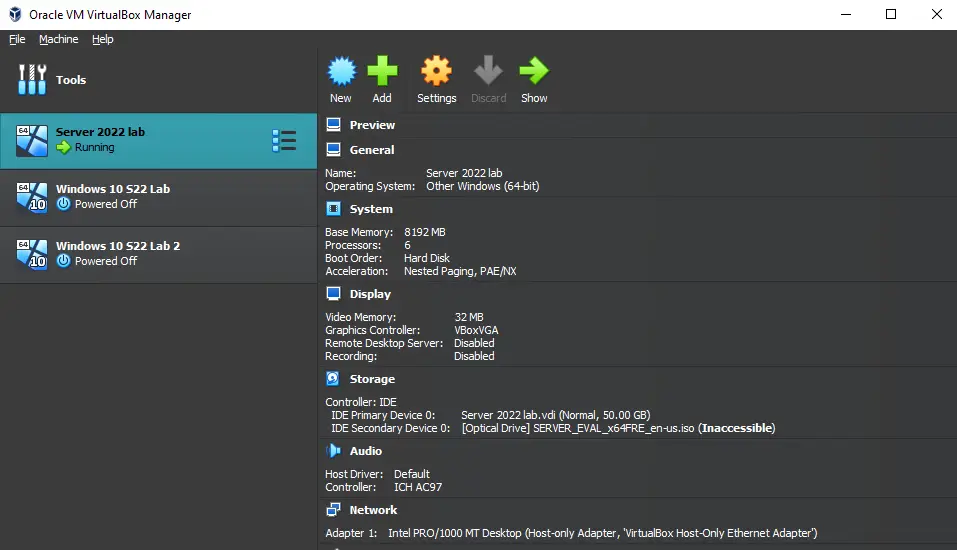 Oracle VM VirtualBox Manager
File Machine Help
Tools
New Add Settings Discard Show
64
Server 2022 lab
Running
64
10
Windows 10 S22 Lab
Powered Off
64
10
Windows 10 S22 Lab 2
Powered Off
Preview
General
Name: Server 2022 lab
Operating System: Other Windows (64-bit)
System
Base Memory: 8192 MB
Processors: 6
Boot Order: Hard Disk
Acceleration: Nested Paging, PAE/NX
Display
Video Memory: 32 MB
Graphics Controller: VBoxVGA
Remote Desktop Server: Disabled
Recording: Disabled
Storage
Controller: IDE
IDE Primary Device 0: Server 2022 lab.vdi (Normal, 50.00 GB)
IDE Secondary Device 0: [Optical Drive] SERVER_EVAL_x64FRE_en-us.iso (Inaccessible)
Audio
Host Driver: Default
Controller: ICH AC97
Network
Adapter 1: Intel PRO/1000 MT Desktop (Host-only Adapter, 'VirtualBox Host-Only Ethernet Adapter')